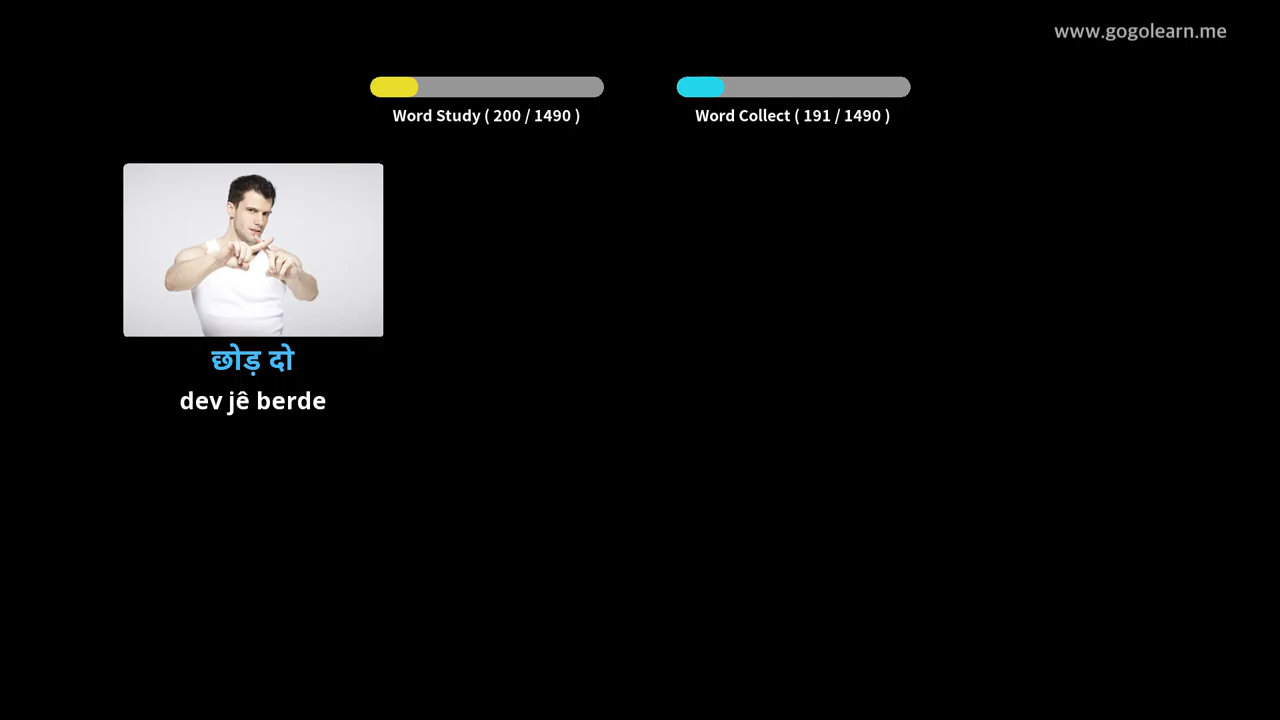 www.gogolearn.me
Word Study ( 200 / 1490 )
Word Collect ( 191 / 1490 )
छोड़ दो
dev jê berde